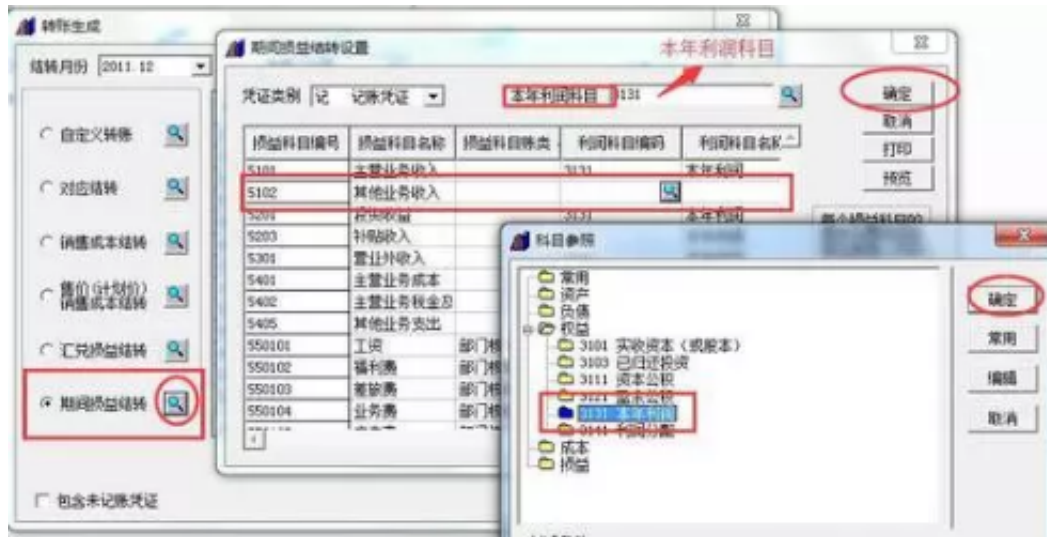 转账生成
结转月份 2011.12
自定义转账
对应结转
销售成本结转
售价(计划价)
销售成本结转
汇兑损益结转
期间损益结转
包含未记账凭证
期间损益结转设置
本年利润科目
凭证类别 记 记账凭证 本年利润科目 3131
确定
取消
打印
预览
损益科目编号 损益科目名称 损益科目账类 利润科目编码 利润科目名称
5101 主营业务收入 3131 本年利润
5102 其他业务收入
5201 投资收益 3131 本年利润
5203 补贴收入
5301 营业外收入
5401 主营业务成本
5402 主营业务税金及
5405 其他业务支出
550101 工资 部门核
550102 福利费 部门核
550103 差旅费 部门核
550104 业务费 部门核
每个损益科目的
科目参照
常用
资产
负债
权益
3101 实收资本(或股本)
3103 已归还投资
3111 资本公积
3121 盈余公积
3131 本年利润
3141 利润分配
成本
损益
确定
常用
编辑
取消